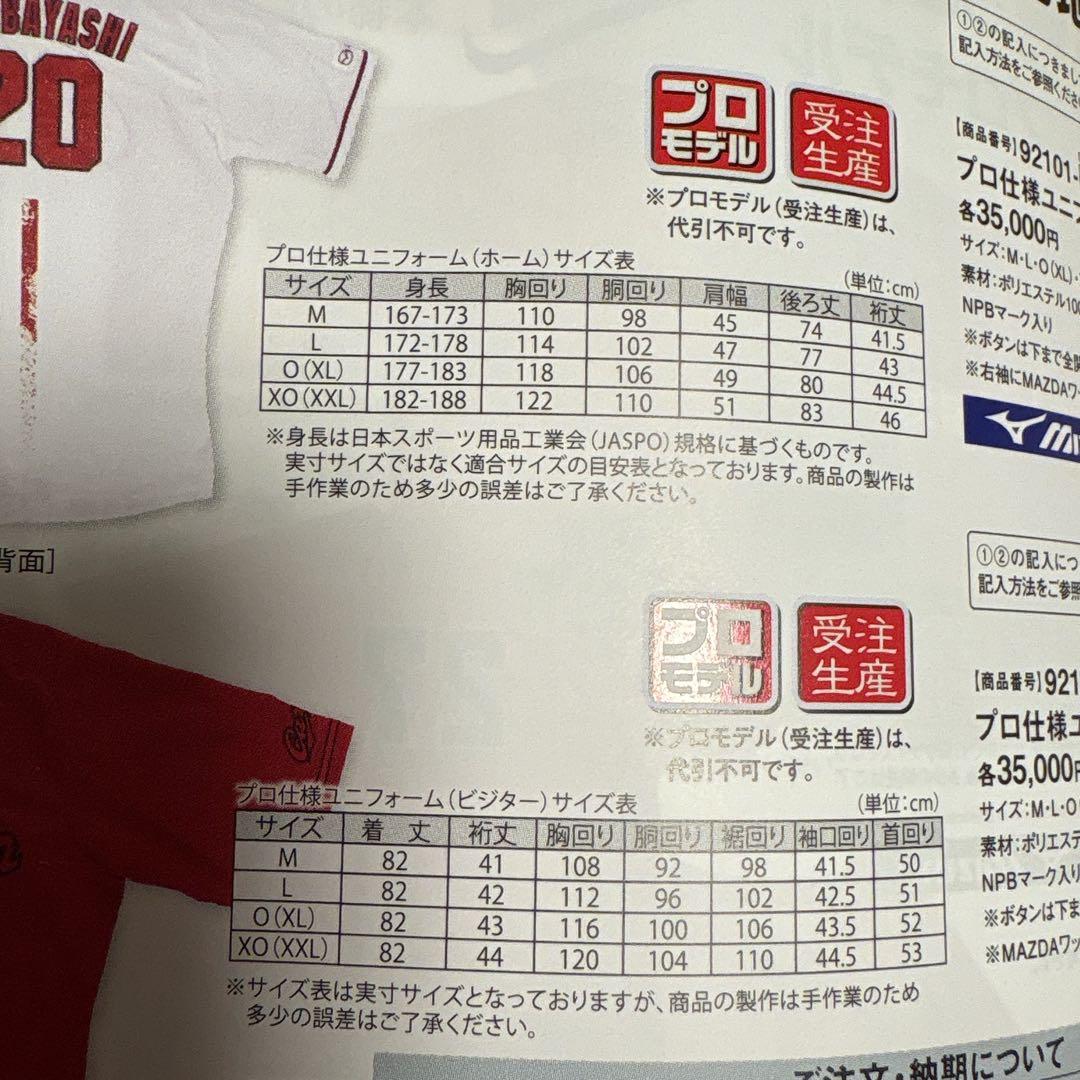 BAYASHI
20
背面]
プロ
モデル
受注
生産
※プロモデル(受注生産)は、
代引不可です。
プロ仕様ユニフォーム(ホーム)サイズ表
(単位:cm)
サイズ 身長 胸回り 胴回り 肩幅 後ろ丈 裄丈
M 167-173 110 98 45 74 41.5
L 172-178 114 102 47 77 43
O(XL) 177-183 118 106 49 80 44.5
XO(XXL) 182-188 122 110 51 83 46
※身長は日本スポーツ用品工業会(JASPO)規格に基づくものです。
実寸サイズではなく適合サイズの目安表となっております。商品の製作は
手作業のため多少の誤差はご了承ください。
①②の記入につきまし
記入方法をご参照くださ
【商品番号】92101-
プロ仕様ユニフ
各35,000円
サイズ:M・L・O(XL)・
素材:ポリエステル100
NPBマーク入り
※ボタンは下まで全開
※右袖にMAZDAワ
プロ
モデル
受注
生産
※プロモデル(受注生産)は、
代引不可です。
プロ仕様ユニフォーム(ビジター)サイズ表
(単位:cm)
サイズ 着 丈 裄丈 胸回り 胴回り 裾回り 袖口回り 首回り
M 82 41 108 92 98 41.5 50
L 82 42 112 96 102 42.5 51
O(XL) 82 43 116 100 106 43.5 52
XO(XXL) 82 44 120 104 110 44.5 53
※サイズ表は実寸サイズとなっておりますが、商品の製作は手作業のため
多少の誤差はご了承ください。
①②の記入につ
記入方法をご参照
【商品番号】921
プロ仕様ユ
各35,000円
サイズ:M・L・O
素材:ポリエステ
NPBマーク入り
※ボタンは下ま
※MAZDAワッ
ご注文・納期について